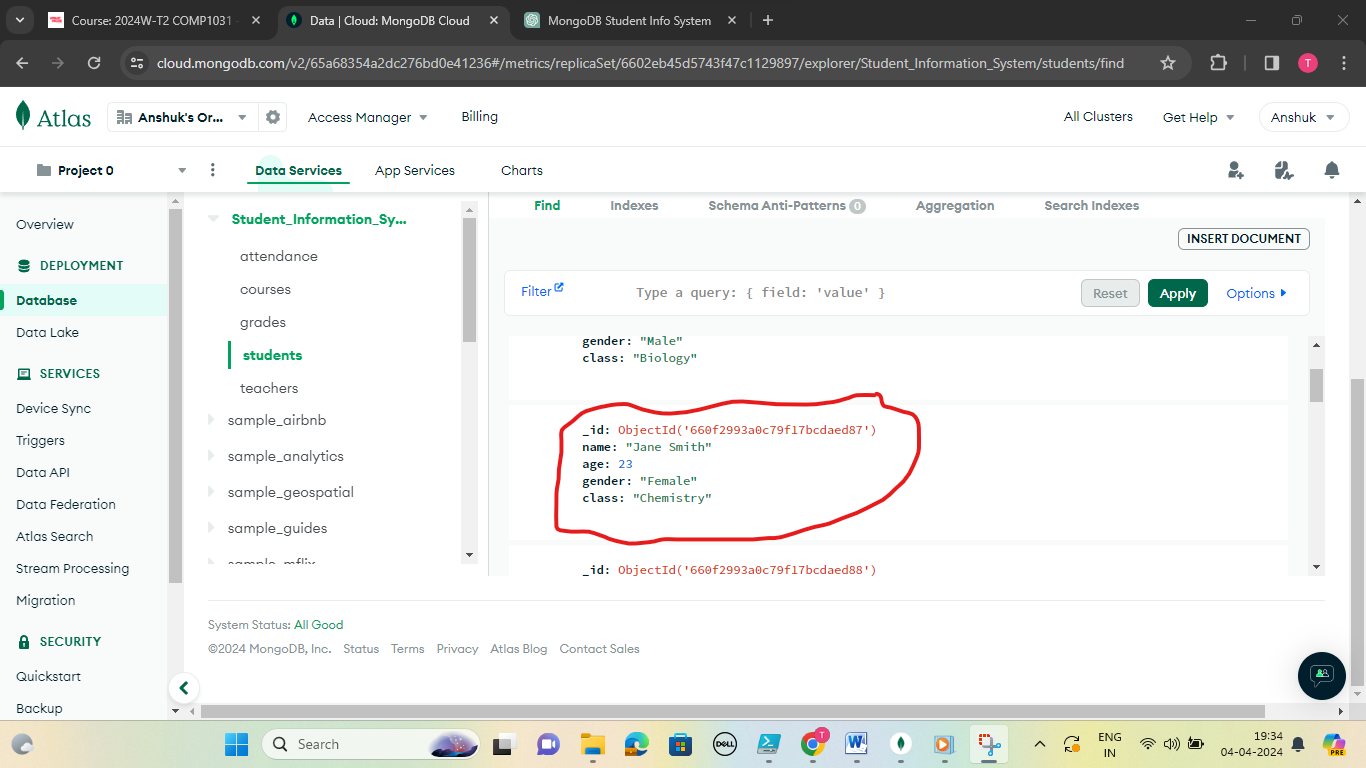 Course: 2024W-T2 COMP1031
Data | Cloud: MongoDB Cloud
MongoDB Student Info System
cloud.mongodb.com/v2/65a68354a2dc276bd0e41236#/metrics/replicaSet/6602eb45d5743f47c1129897/explorer/Student_Information_System/students/find
T
Atlas
Anshuk's Or...
Access Manager
Billing
All Clusters
Get Help
Anshuk
Project 0
Data Services
App Services
Charts
Overview
DEPLOYMENT
Database
Data Lake
SERVICES
Device Sync
Triggers
Data API
Data Federation
Atlas Search
Stream Processing
Migration
SECURITY
Quickstart
Backup
Student_Information_Sy...
attendance
courses
grades
students
teachers
sample_airbnb
sample_analytics
sample_geospatial
sample_guides
sample_mflix
Find
Indexes
Schema Anti-Patterns 0
Aggregation
Search Indexes
INSERT DOCUMENT
Filter
Type a query: { field: 'value' }
Reset
Apply
Options
gender: "Male"
class: "Biology"
_id: ObjectId('660f2993a0c79f17bcdaed87')
name: "Jane Smith"
age: 23
gender: "Female"
class: "Chemistry"
_id: ObjectId('660f2993a0c79f17bcdaed88')
System Status: All Good
©2024 MongoDB, Inc. Status Terms Privacy Atlas Blog Contact Sales
Search
DELL
T
ENG
IN
19:34
04-04-2024
PRE